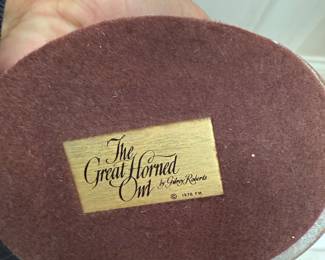 The
Great Horned
Owl by Gilroy Roberts
© 1978 FM